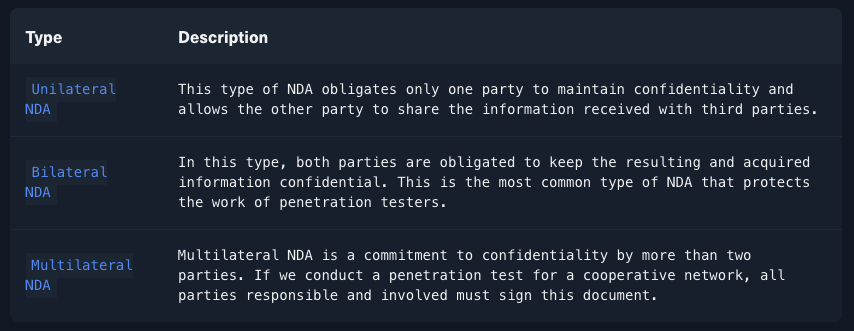 Type Description
Unilateral NDA
This type of NDA obligates only one party to maintain confidentiality and
allows the other party to share the information received with third parties.
Bilateral NDA
In this type, both parties are obligated to keep the resulting and acquired
information confidential. This is the most common type of NDA that protects
the work of penetration testers.
Multilateral NDA
Multilateral NDA is a commitment to confidentiality by more than two
parties. If we conduct a penetration test for a cooperative network, all
parties responsible and involved must sign this document.